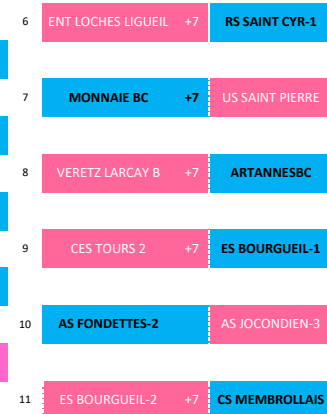 6 ENT LOCHES LIGUEIL +7 RS SAINT CYR-1
7 MONNAIE BC +7 US SAINT PIERRE
8 VERETZ LARCAY B +7 ARTANNESBC
9 CES TOURS 2 +7 ES BOURGUEIL-1
10 AS FONDETTES-2 AS JOCONDIEN-3
11 ES BOURGUEIL-2 +7 CS MEMBROLLAIS